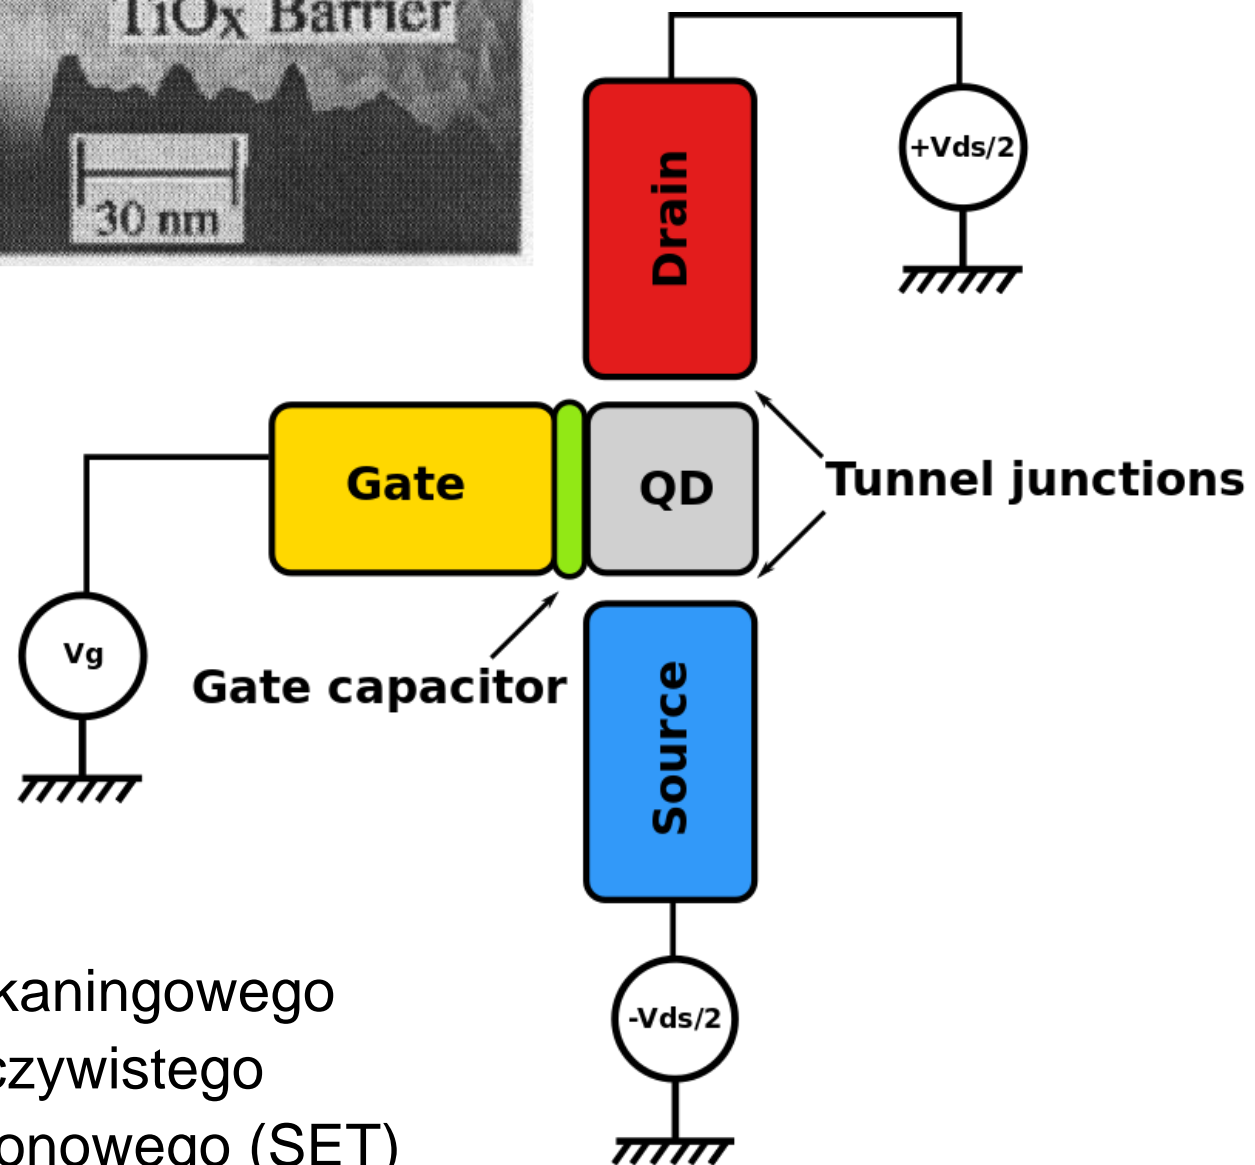 TiOx Barrier
30 nm
Drain
+Vds/2
Gate
QD
Tunnel junctions
Vg
Gate capacitor
Source
-Vds/2
kaningowego
czywistego
onowego (SET)